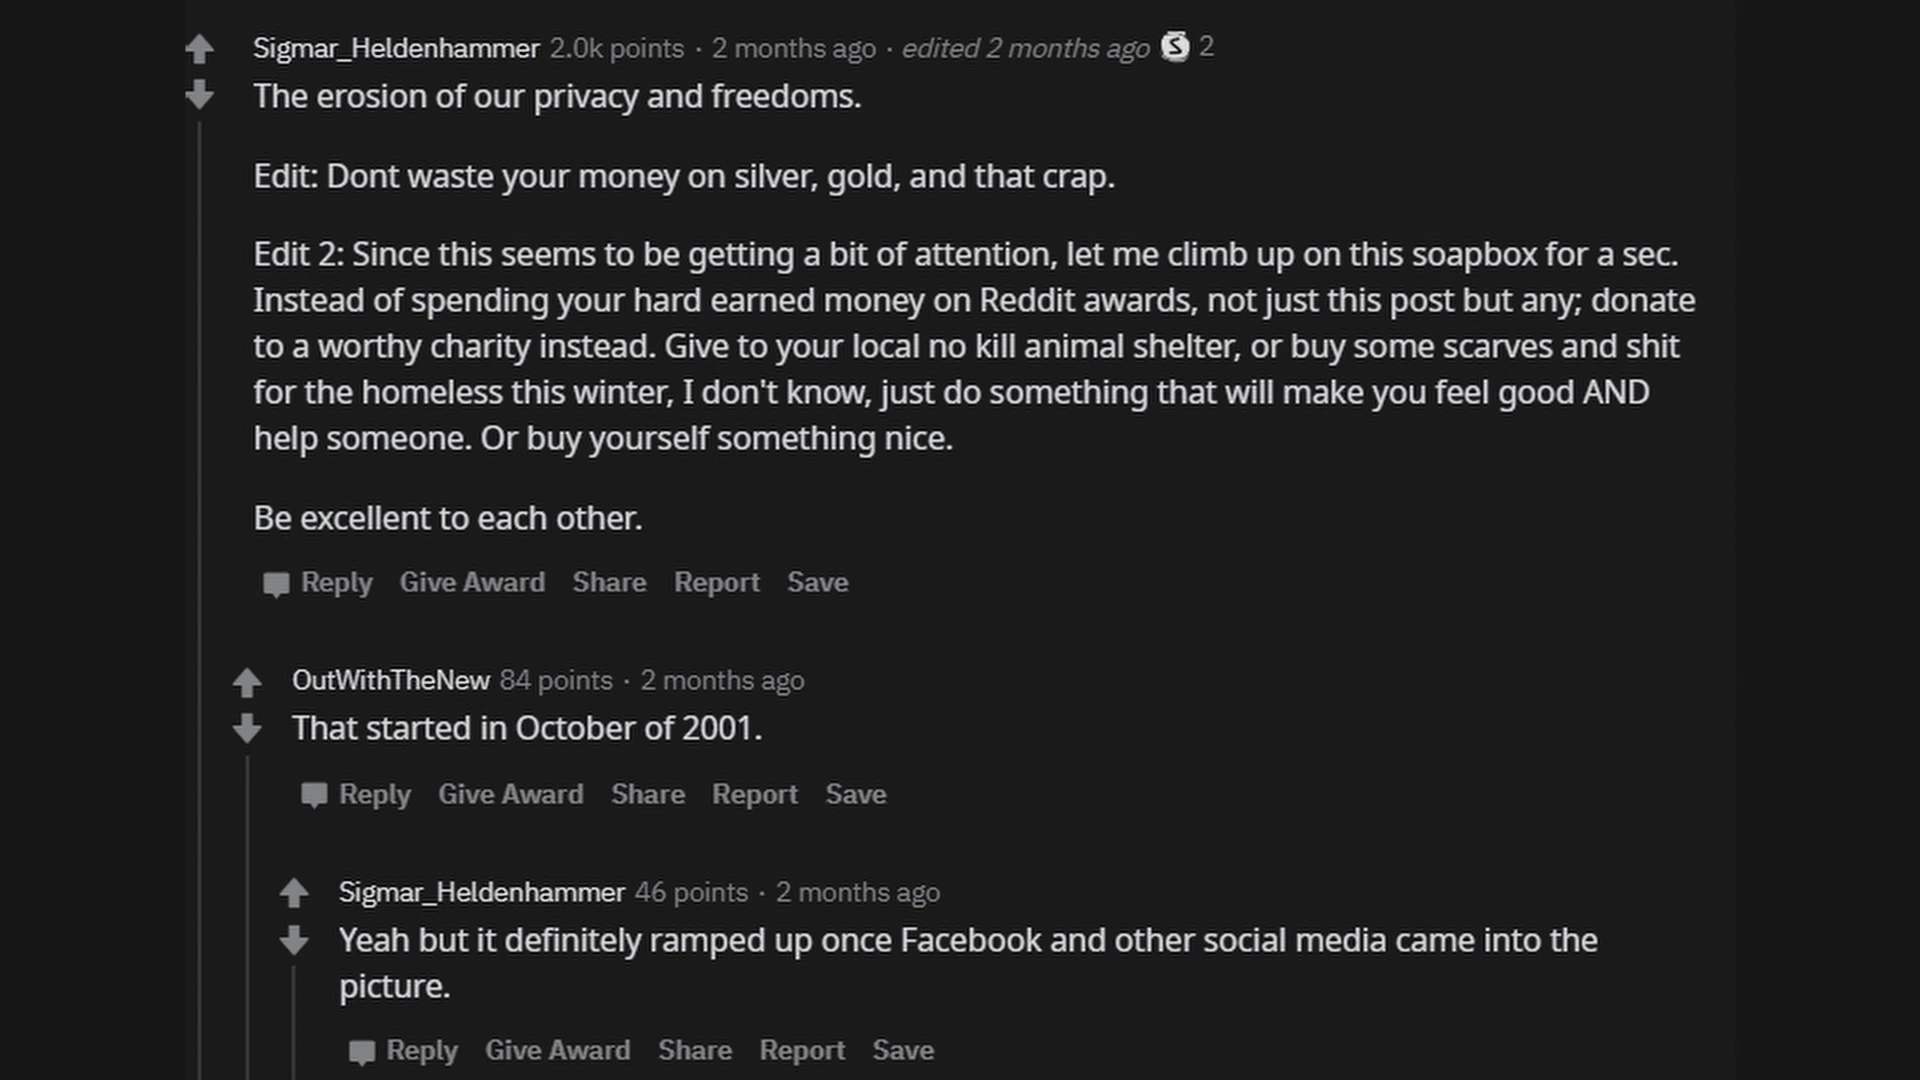 Sigmar_Heldenhammer 2.0k points · 2 months ago · edited 2 months ago S 2
The erosion of our privacy and freedoms.
Edit: Dont waste your money on silver, gold, and that crap.
Edit 2: Since this seems to be getting a bit of attention, let me climb up on this soapbox for a sec.
Instead of spending your hard earned money on Reddit awards, not just this post but any; donate
to a worthy charity instead. Give to your local no kill animal shelter, or buy some scarves and shit
for the homeless this winter, I don't know, just do something that will make you feel good AND
help someone. Or buy yourself something nice.
Be excellent to each other.
Reply Give Award Share Report Save
OutWithTheNew 84 points · 2 months ago
That started in October of 2001.
Reply Give Award Share Report Save
Sigmar_Heldenhammer 46 points · 2 months ago
Yeah but it definitely ramped up once Facebook and other social media came into the
picture.
Reply Give Award Share Report Save